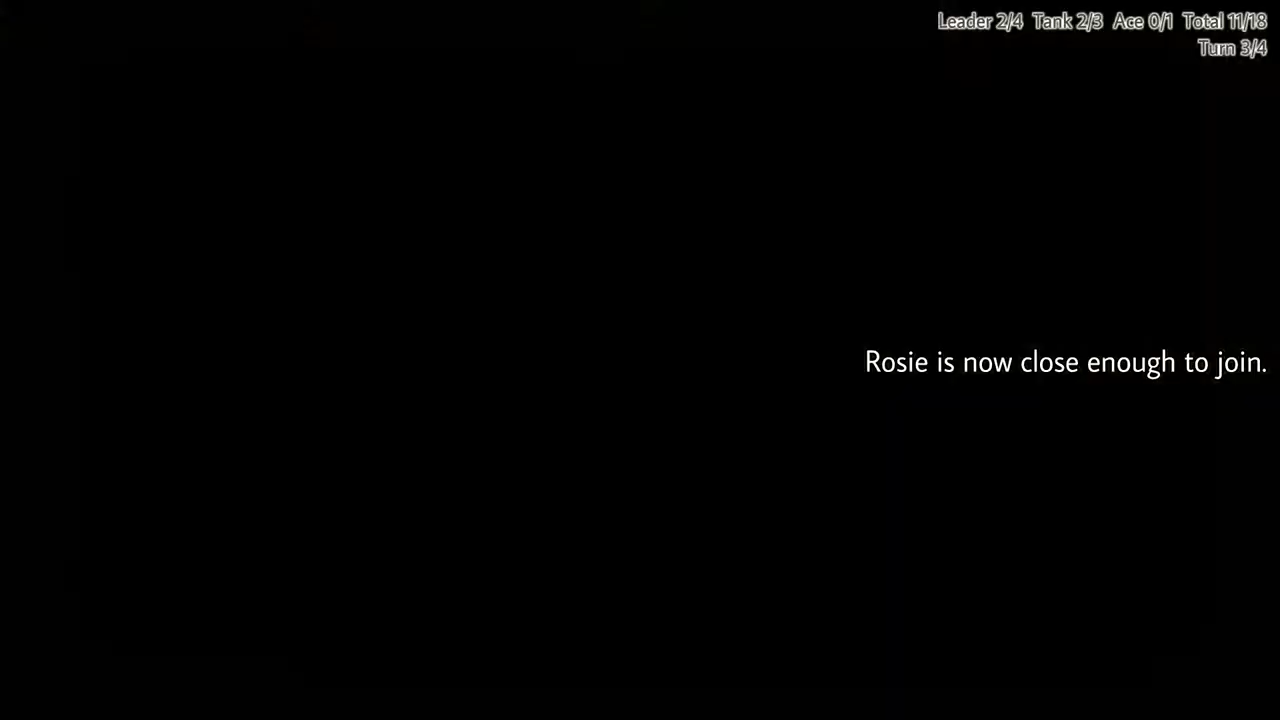 Leader 2/4 Tank 2/3 Ace 0/1 Total 11/18
Turn 3/4
Rosie is now close enough to join.